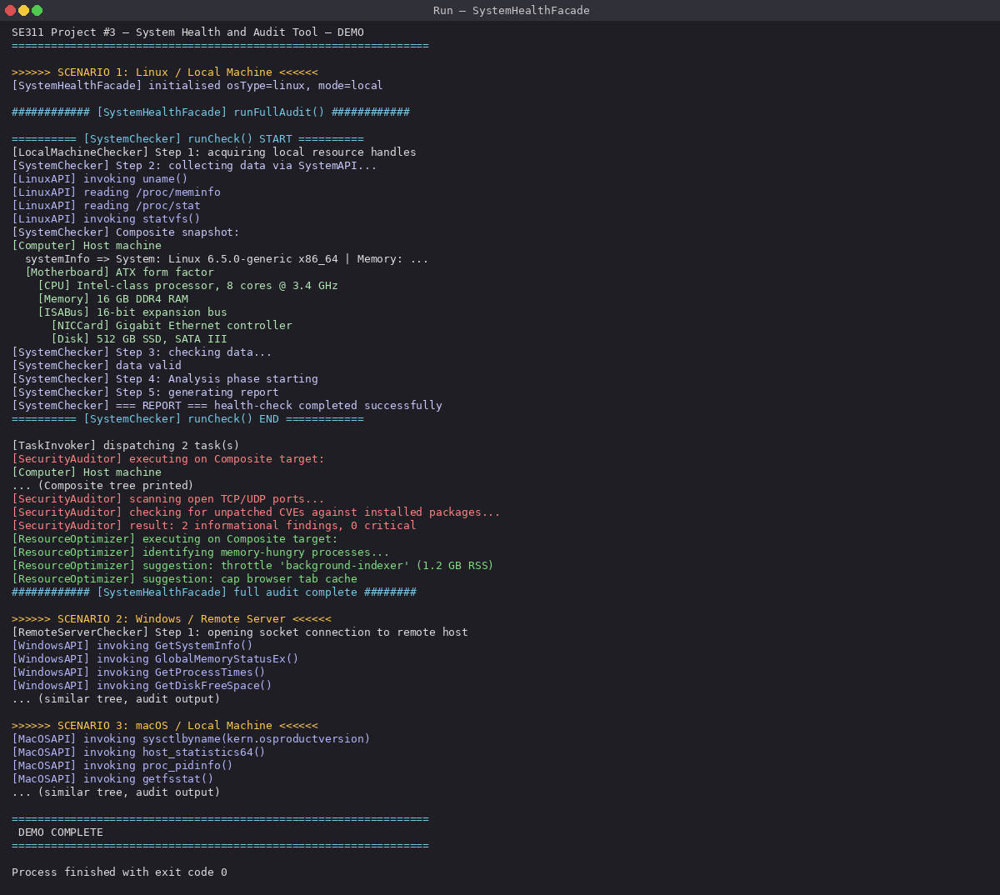 Run — SystemHealthFacade
SE311 Project #3 — System Health and Audit Tool — DEMO
================================================================

>>>>>> SCENARIO 1: Linux / Local Machine <<<<<<
[SystemHealthFacade] initialised osType=linux, mode=local

############ [SystemHealthFacade] runFullAudit() ############

========== [SystemChecker] runCheck() START ==========
[LocalMachineChecker] Step 1: acquiring local resource handles
[SystemChecker] Step 2: collecting data via SystemAPI...
[LinuxAPI] invoking uname()
[LinuxAPI] reading /proc/meminfo
[LinuxAPI] reading /proc/stat
[LinuxAPI] invoking statvfs()
[SystemChecker] Composite snapshot:
[Computer] Host machine
  systemInfo => System: Linux 6.5.0-generic x86_64 | Memory: ...
  [Motherboard] ATX form factor
    [CPU] Intel-class processor, 8 cores @ 3.4 GHz
    [Memory] 16 GB DDR4 RAM
    [ISABus] 16-bit expansion bus
      [NICCard] Gigabit Ethernet controller
      [Disk] 512 GB SSD, SATA III
[SystemChecker] Step 3: checking data...
[SystemChecker] data valid
[SystemChecker] Step 4: Analysis phase starting
[SystemChecker] Step 5: generating report
[SystemChecker] === REPORT === health-check completed successfully
========== [SystemChecker] runCheck() END ============

[TaskInvoker] dispatching 2 task(s)
[SecurityAuditor] executing on Composite target:
[Computer] Host machine
... (Composite tree printed)
[SecurityAuditor] scanning open TCP/UDP ports...
[SecurityAuditor] checking for unpatched CVEs against installed packages...
[SecurityAuditor] result: 2 informational findings, 0 critical
[ResourceOptimizer] executing on Composite target:
[ResourceOptimizer] identifying memory-hungry processes...
[ResourceOptimizer] suggestion: throttle 'background-indexer' (1.2 GB RSS)
[ResourceOptimizer] suggestion: cap browser tab cache
############ [SystemHealthFacade] full audit complete ########

>>>>>> SCENARIO 2: Windows / Remote Server <<<<<<
[RemoteServerChecker] Step 1: opening socket connection to remote host
[WindowsAPI] invoking GetSystemInfo()
[WindowsAPI] invoking GlobalMemoryStatusEx()
[WindowsAPI] invoking GetProcessTimes()
[WindowsAPI] invoking GetDiskFreeSpace()
... (similar tree, audit output)

>>>>>> SCENARIO 3: macOS / Local Machine <<<<<<
[MacOSAPI] invoking sysctlbyname(kern.osproductversion)
[MacOSAPI] invoking host_statistics64()
[MacOSAPI] invoking proc_pidinfo()
[MacOSAPI] invoking getfsstat()
... (similar tree, audit output)

================================================================
 DEMO COMPLETE
================================================================

Process finished with exit code 0